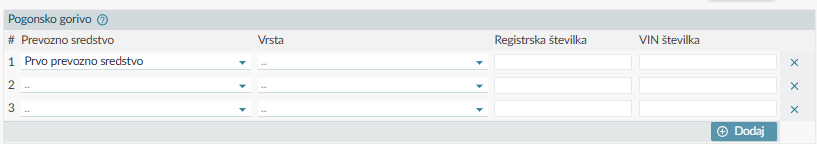 Pogonsko gorivo ?
# Prevozno sredstvo Vrsta Registrska številka VIN številka
1 Prvo prevozno sredstvo ..
2 .. ..
3 .. ..
Dodaj